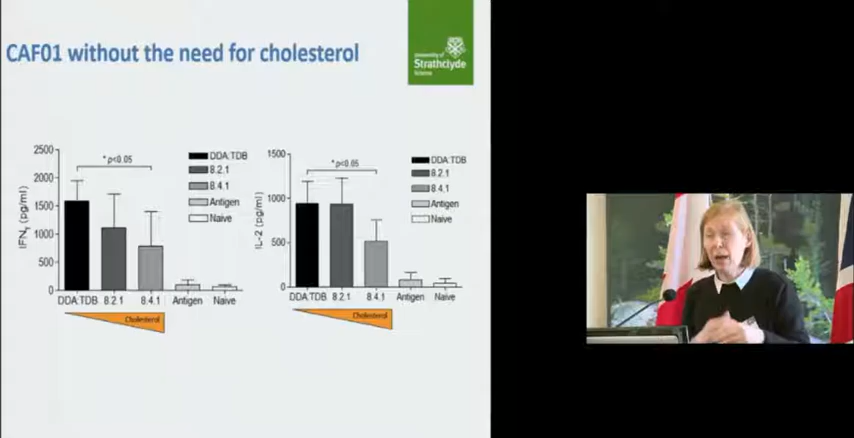 CAF01 without the need for cholesterol
University of
Strathclyde
Science
2500
2000
1500
1000
500
0
IFNγ (pg/ml)
* p<0.05
DDA:TDB
8.2.1
8.4.1
Antigen
Naive
DDA:TDB 8.2.1 8.4.1 Antigen Naive
Cholesterol
1500
1000
500
0
IL-2 (pg/ml)
* p<0.05
DDA:TDB
8.2.1
8.4.1
Antigen
Naive
DDA:TDB 8.2.1 8.4.1 Antigen Naive
Cholesterol